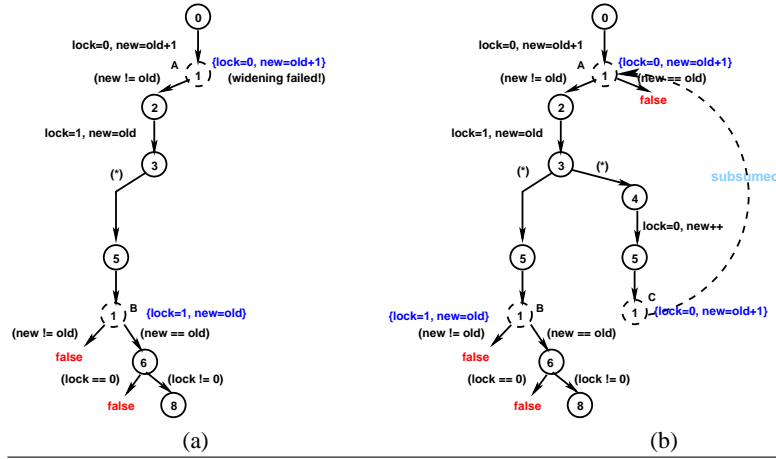 0
lock=0, new=old+1
A
{lock=0, new=old+1}
(new != old)
1
(widening failed!)
2
lock=1, new=old
3
(*)
5
B
{lock=1, new=old}
1
(new != old)
(new == old)
false
6
(lock == 0)
(lock != 0)
false
8
(a)
0
lock=0, new=old+1
A
{lock=0, new=old+1}
(new != old)
1
(new == old)
false
2
lock=1, new=old
3
(*)
(*)
subsumed
4
lock=0, new++
5
5
B
C
{lock=1, new=old}
1
1
{lock=0, new=old+1}
(new != old)
(new == old)
false
6
(lock == 0)
(lock != 0)
false
8
(b)